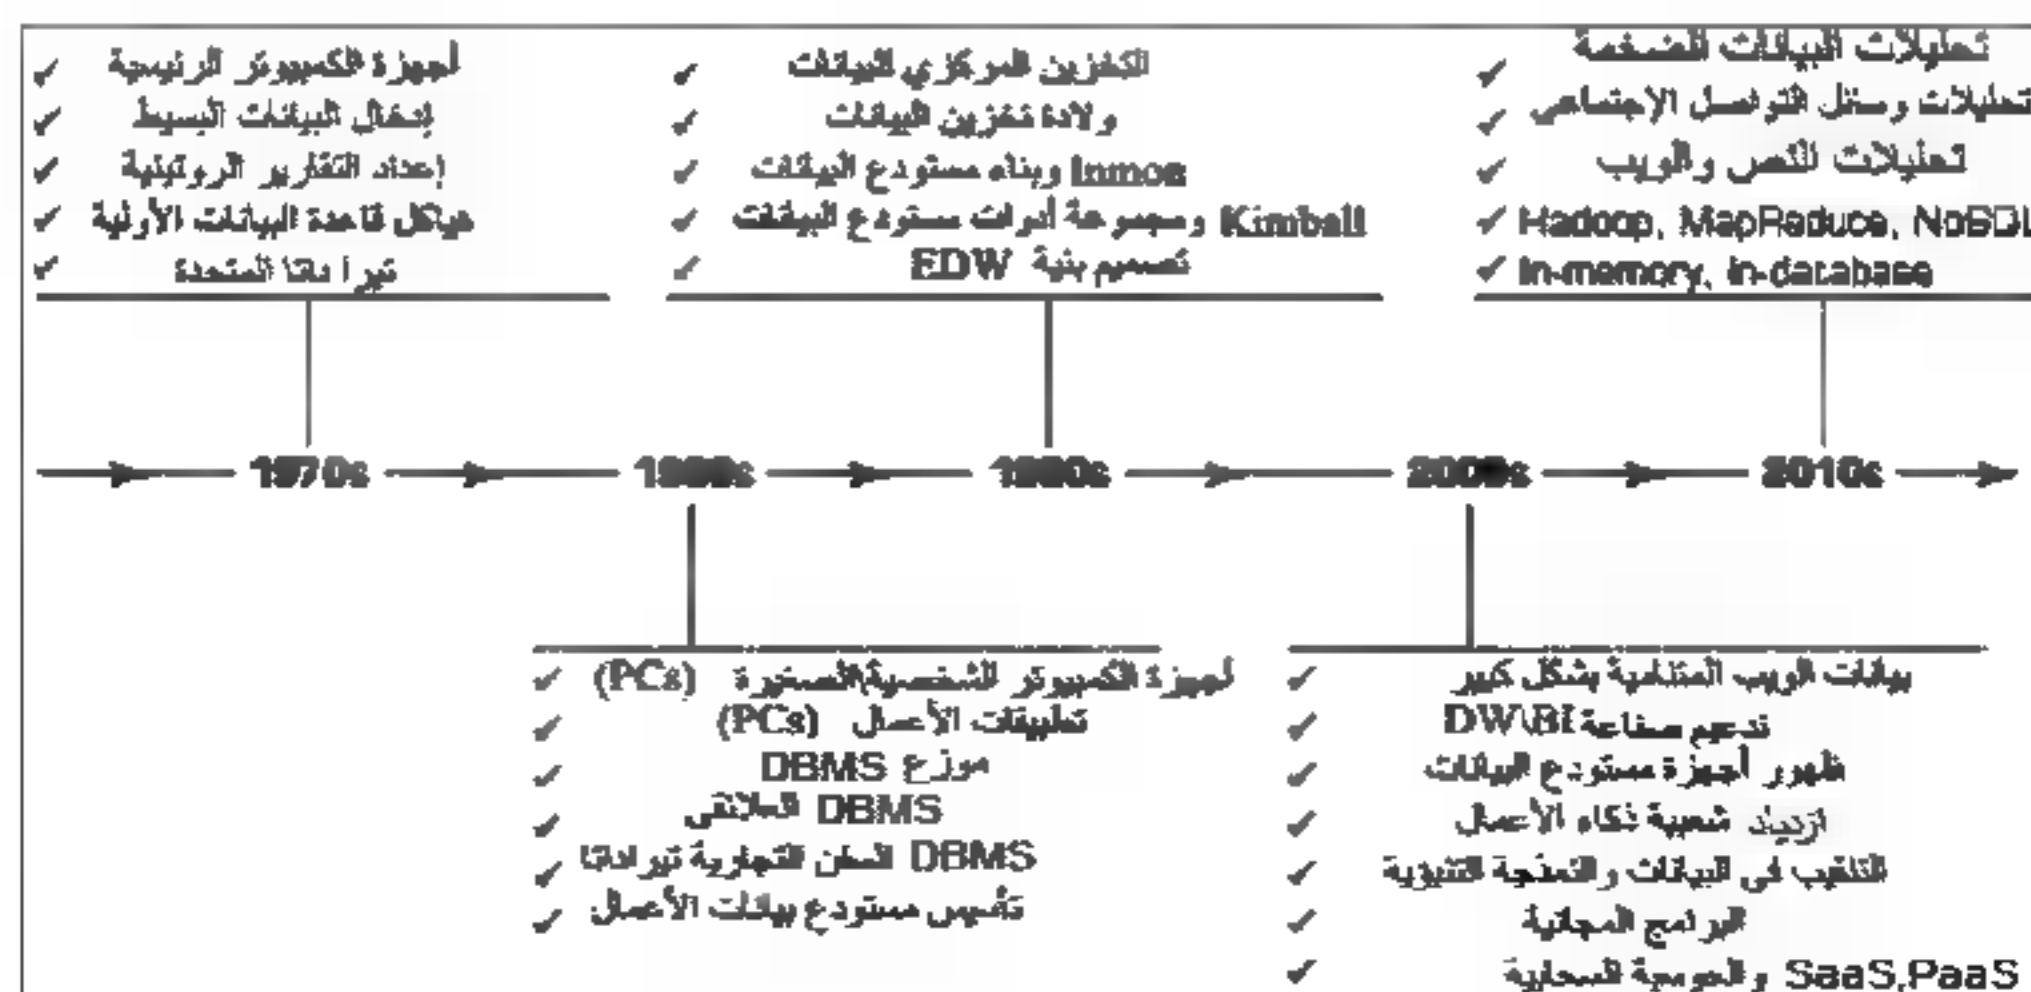 أجهزة الكمبيوتر الرئيسية
إدخال البيانات البسيط
إعداد التقارير الروتينية
هياكل قاعدة البيانات الأولية
تيرا داتا المتحدة
التخزين المركزي للبيانات
ولادة تخزين البيانات
Inmon وبناء مستودع البيانات
Kimball ومجموعة أدوات مستودع البيانات
تصميم بنية EDW
تحليلات البيانات الضخمة
تحليلات وسائل التواصل الإجتماعي
تحليلات النص والويب
Hadoop, MapReduce, NoSQL
In-memory, in-database
1970s
1980s
1990s
2000s
2010s
أجهزة الكمبيوتر الشخصية\الصغيرة (PCs)
تطبيقات الأعمال (PCs)
موزع DBMS
DBMS العلائقي
DBMS التجارية تيراداتا
تأسيس مستودع بيانات الأعمال
بيانات الويب المتنامية بشكل كبير
تدعيم صناعة DW\BI
ظهور أجهزة مستودع البيانات
ازدياد شعبية ذكاء الأعمال
التنقيب في البيانات والنمذجة التنبؤية
البرامج المجانية
SaaS,PaaS والحوسبة السحابية